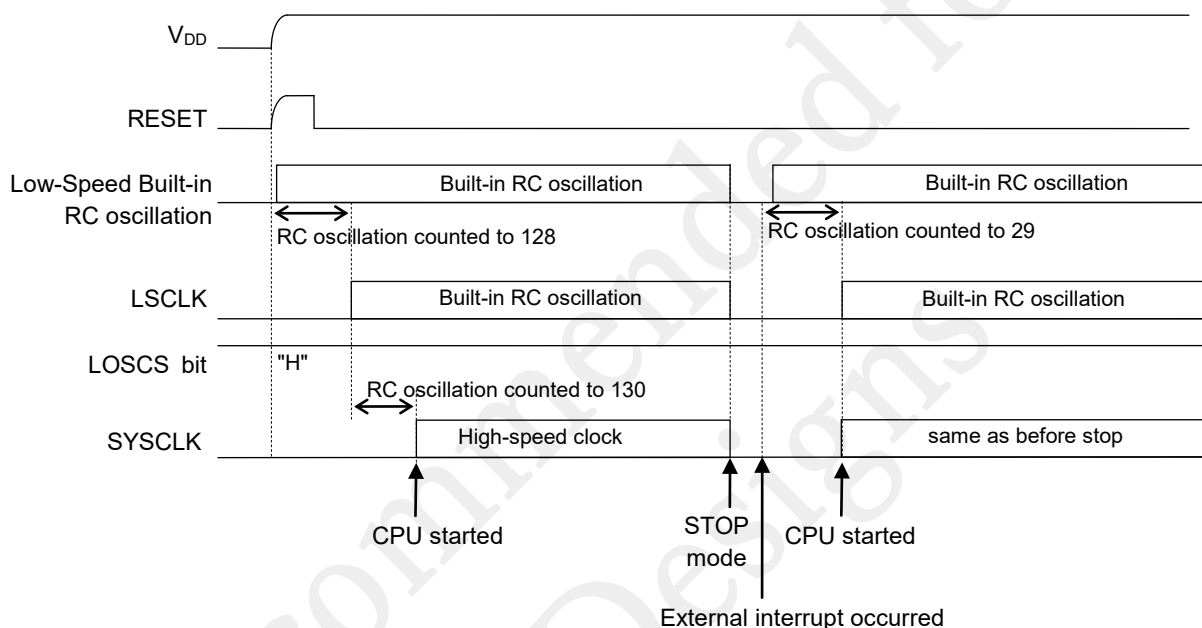 VDD
RESET
Low-Speed Built-in
RC oscillation
Built-in RC oscillation
Built-in RC oscillation
RC oscillation counted to 128
RC oscillation counted to 29
LSCLK
Built-in RC oscillation
Built-in RC oscillation
LOSCS bit
"H"
RC oscillation counted to 130
SYSCLK
High-speed clock
same as before stop
CPU started
STOP
mode
CPU started
External interrupt occurred
ommended fo
Designs